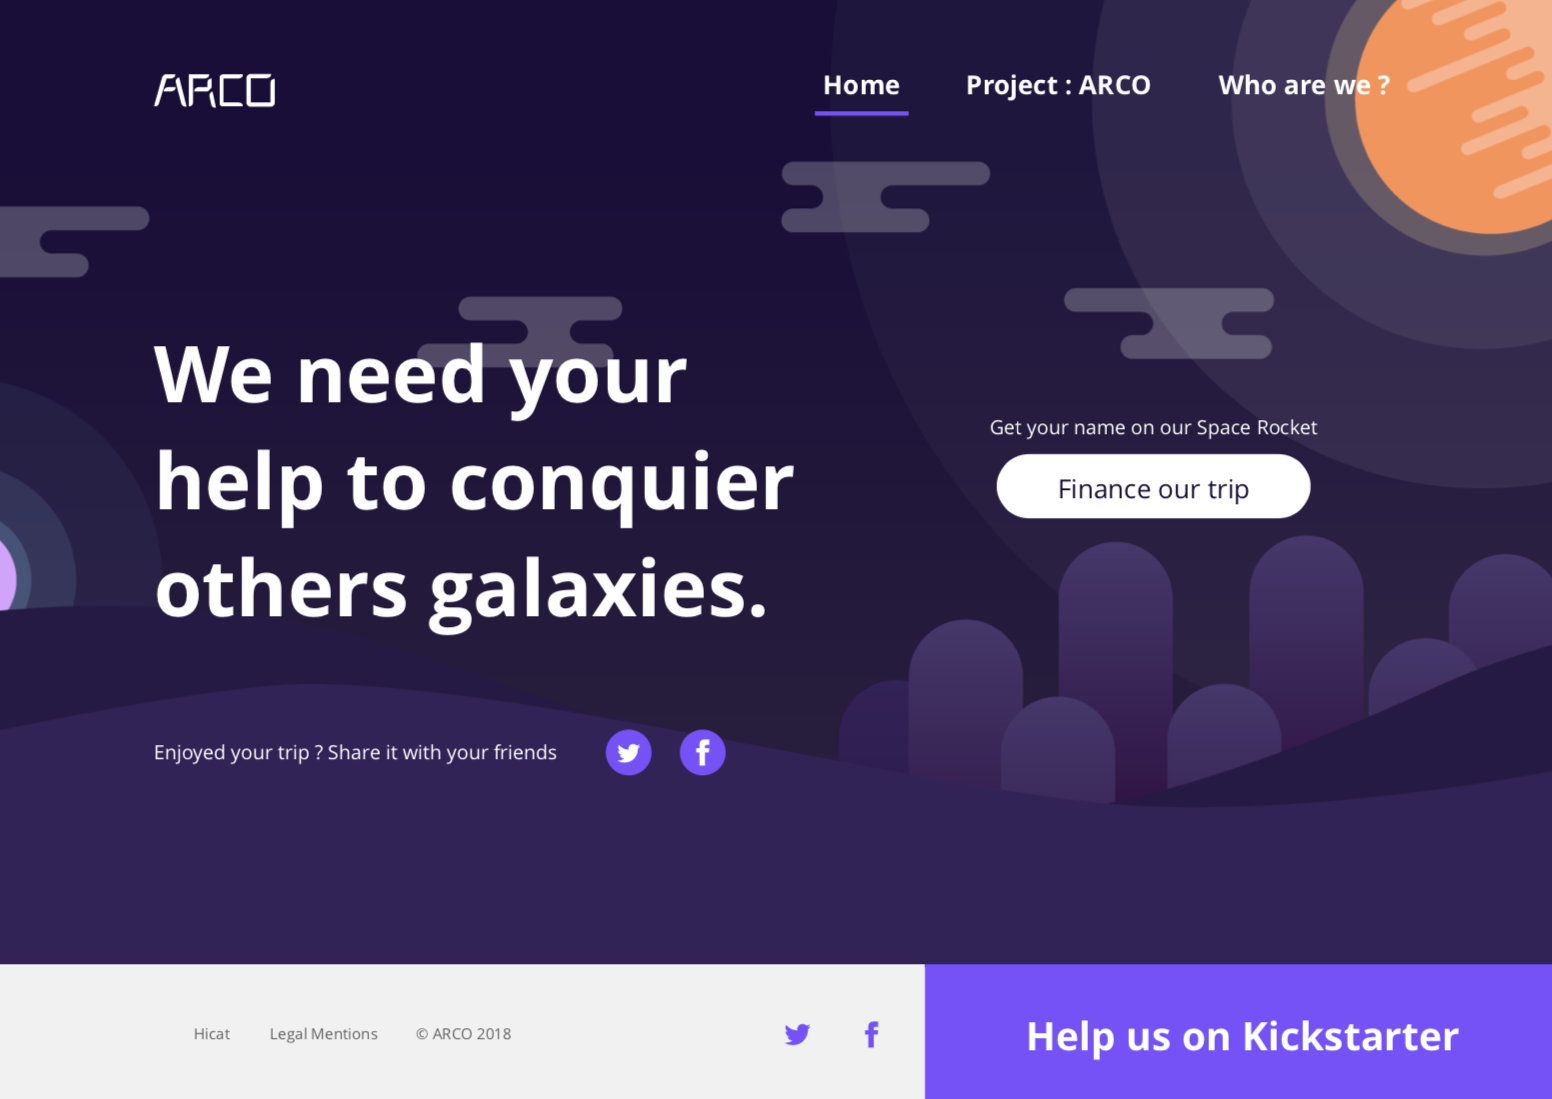 ARCO
Home
Project : ARCO
Who are we ?
We need your
help to conquier
others galaxies.
Get your name on our Space Rocket
Finance our trip
Enjoyed your trip ? Share it with your friends
Hicat
Legal Mentions
© ARCO 2018
Help us on Kickstarter